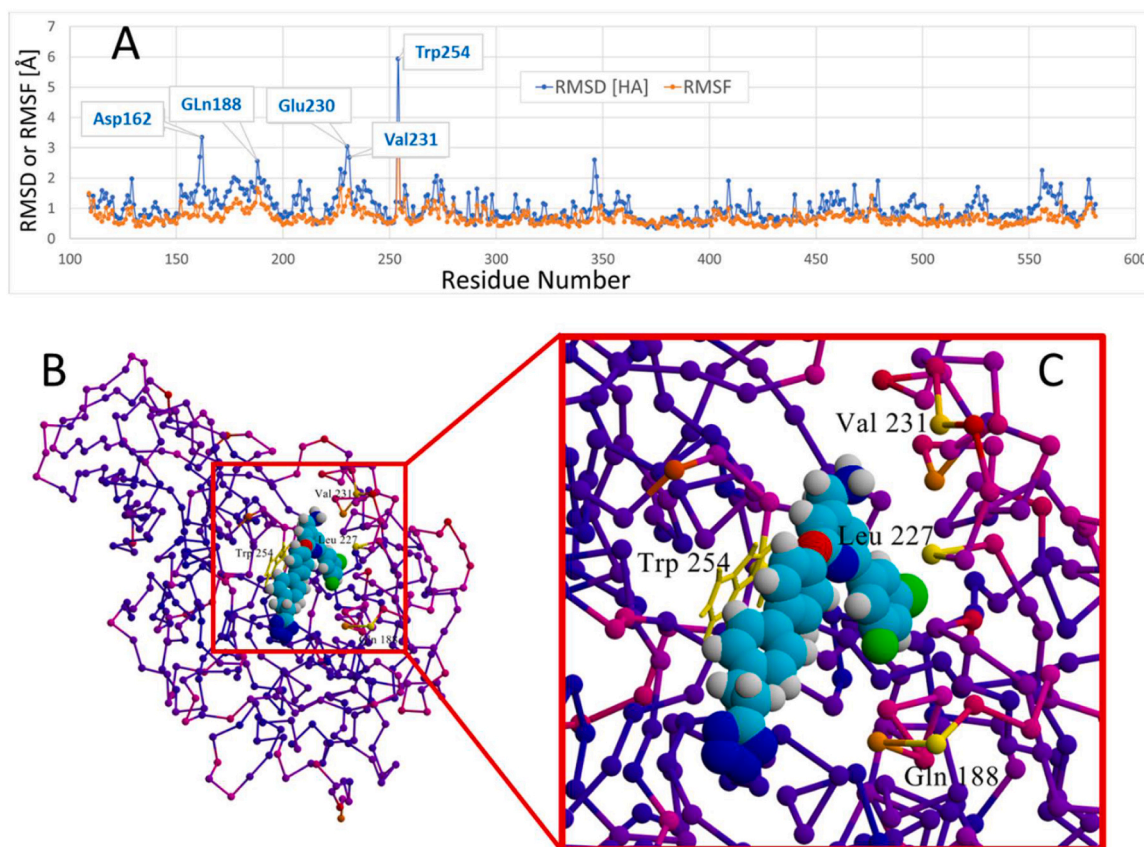 A
RMSD or RMSF [Å]
7
6
5
4
3
2
1
0
Trp254
RMSD [HA]
RMSF
GLn188
Glu230
Asp162
Val231
100
150
200
250
300
350
400
450
500
550
600
Residue Number
B
Val 231
Trp 254
Leu 227
Gln 188
C
Val 231
Leu 227
Trp 254
Gln 188